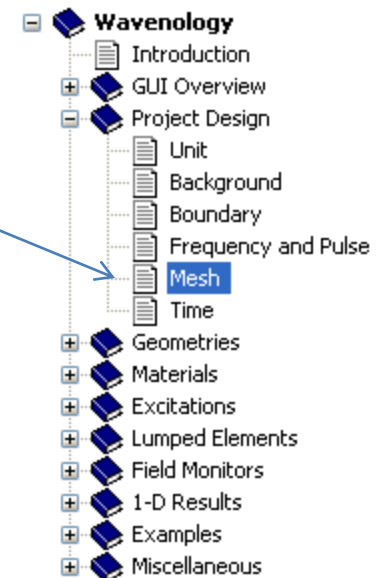 Wavenology
Introduction
GUI Overview
Project Design
Unit
Background
Boundary
Frequency and Pulse
Mesh
Time
Geometries
Materials
Excitations
Lumped Elements
Field Monitors
1-D Results
Examples
Miscellaneous